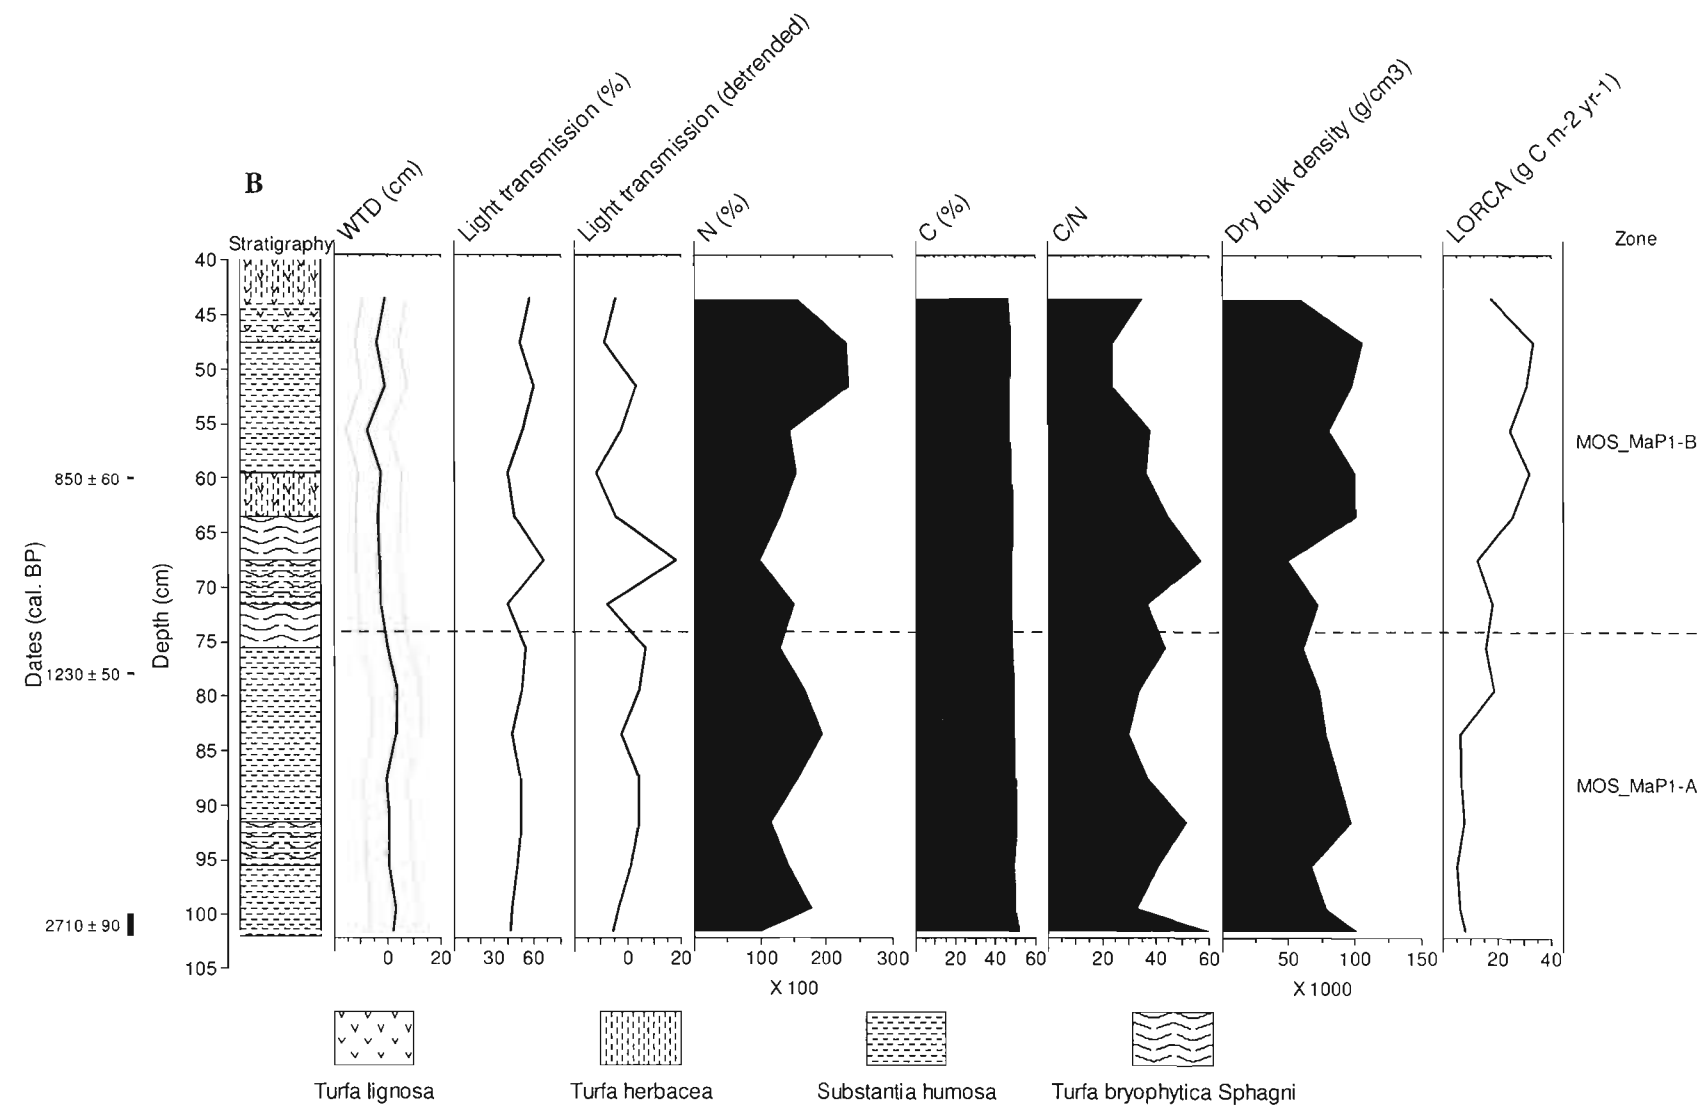 B
Stratigraphy
WTD (cm)
Light transmission (%)
Light transmission (detrended)
N (%)
C (%)
C/N
Dry bulk density (g/cm3)
LORCA (g C m-2 yr-1)
Zone
Dates (cal. BP)
850 ± 60
1230 ± 50
2710 ± 90
Depth (cm)
40
45
50
55
60
65
70
75
80
85
90
95
100
105
MOS_MaP1-B
MOS_MaP1-A
0 20
30 60
0 20
100 200 300
20 40 60
20 40 60
50 100 150
20 40
X 100
X 1000
Turfa lignosa
Turfa herbacea
Substantia humosa
Turfa bryophytica Sphagni